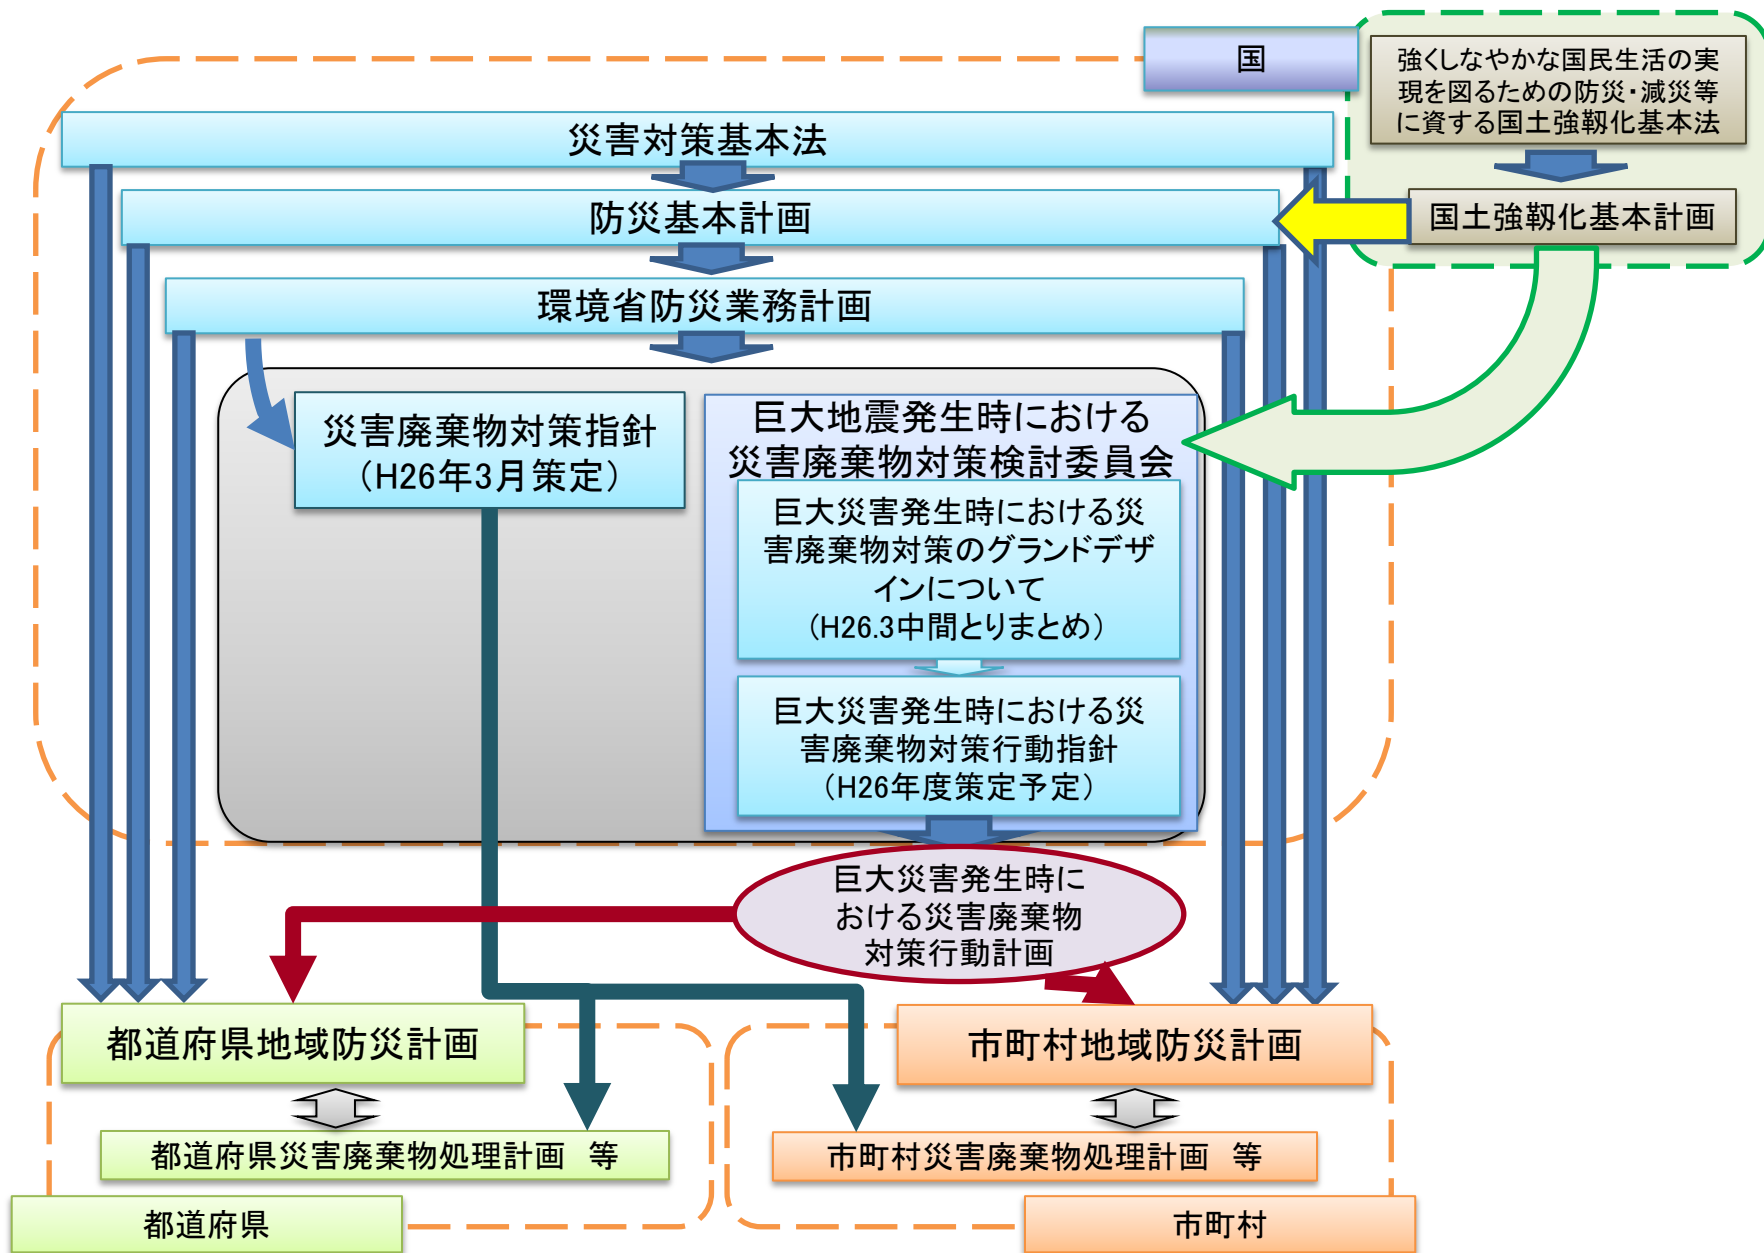 国
強くしなやかな国民生活の実
現を図るための防災・減災等
に資する国土強靱化基本法
災害対策基本法
防災基本計画
国土強靱化基本計画
環境省防災業務計画
災害廃棄物対策指針
(H26年3月策定)
巨大地震発生時における
災害廃棄物対策検討委員会
巨大災害発生時における災
害廃棄物対策のグランドデザ
インについて
(H26.3中間とりまとめ)
巨大災害発生時における災
害廃棄物対策行動指針
(H26年度策定予定)
巨大災害発生時に
おける災害廃棄物
対策行動計画
都道府県地域防災計画
市町村地域防災計画
都道府県災害廃棄物処理計画 等
市町村災害廃棄物処理計画 等
都道府県
市町村